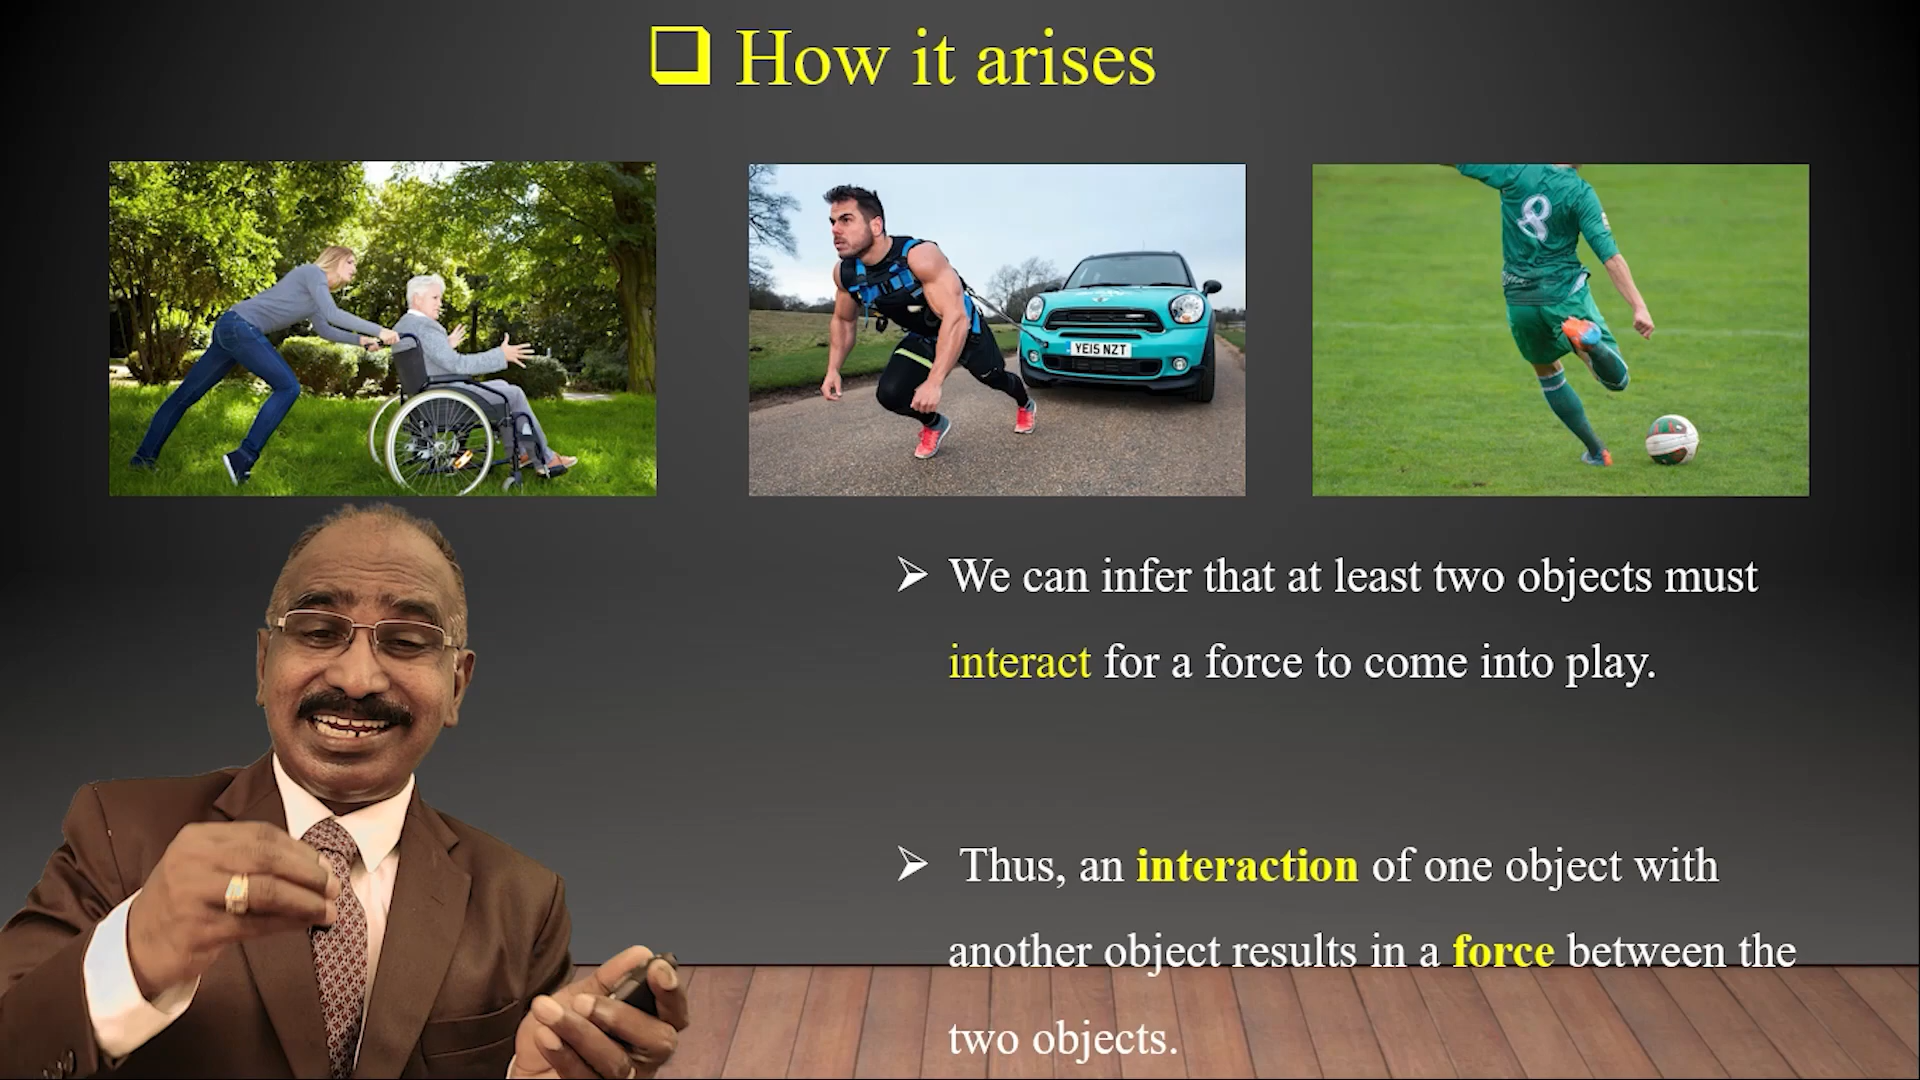 ❑ How it arises
8
YE15 NZT
➢ We can infer that at least two objects must
interact for a force to come into play.
➢ Thus, an interaction of one object with
another object results in a force between the
two objects.